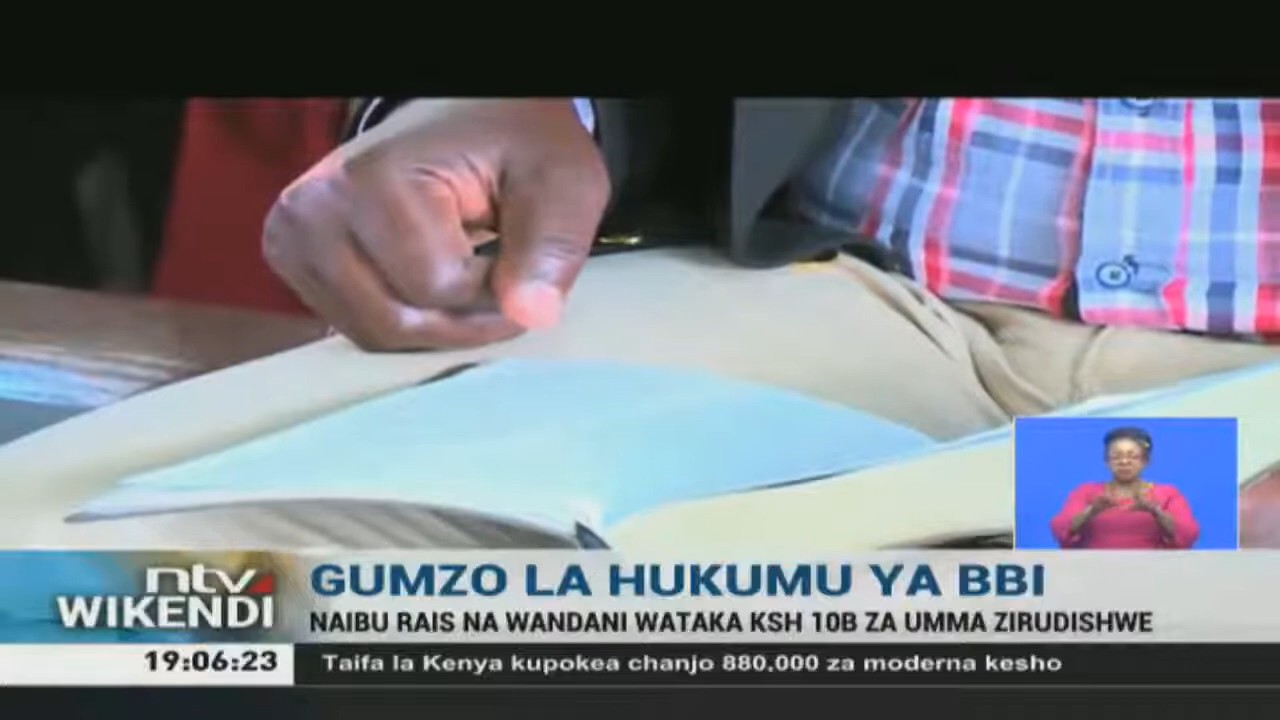 GUMZO LA HUKUMU YA BBI
NAIBU RAIS NA WANDANI WATAKA KSH 10B ZA UMMA ZIRUDISHWE
ntv
WIKENDI
19:06:23
Taifa la Kenya kupokea chanjo 880,000 za moderna kesho